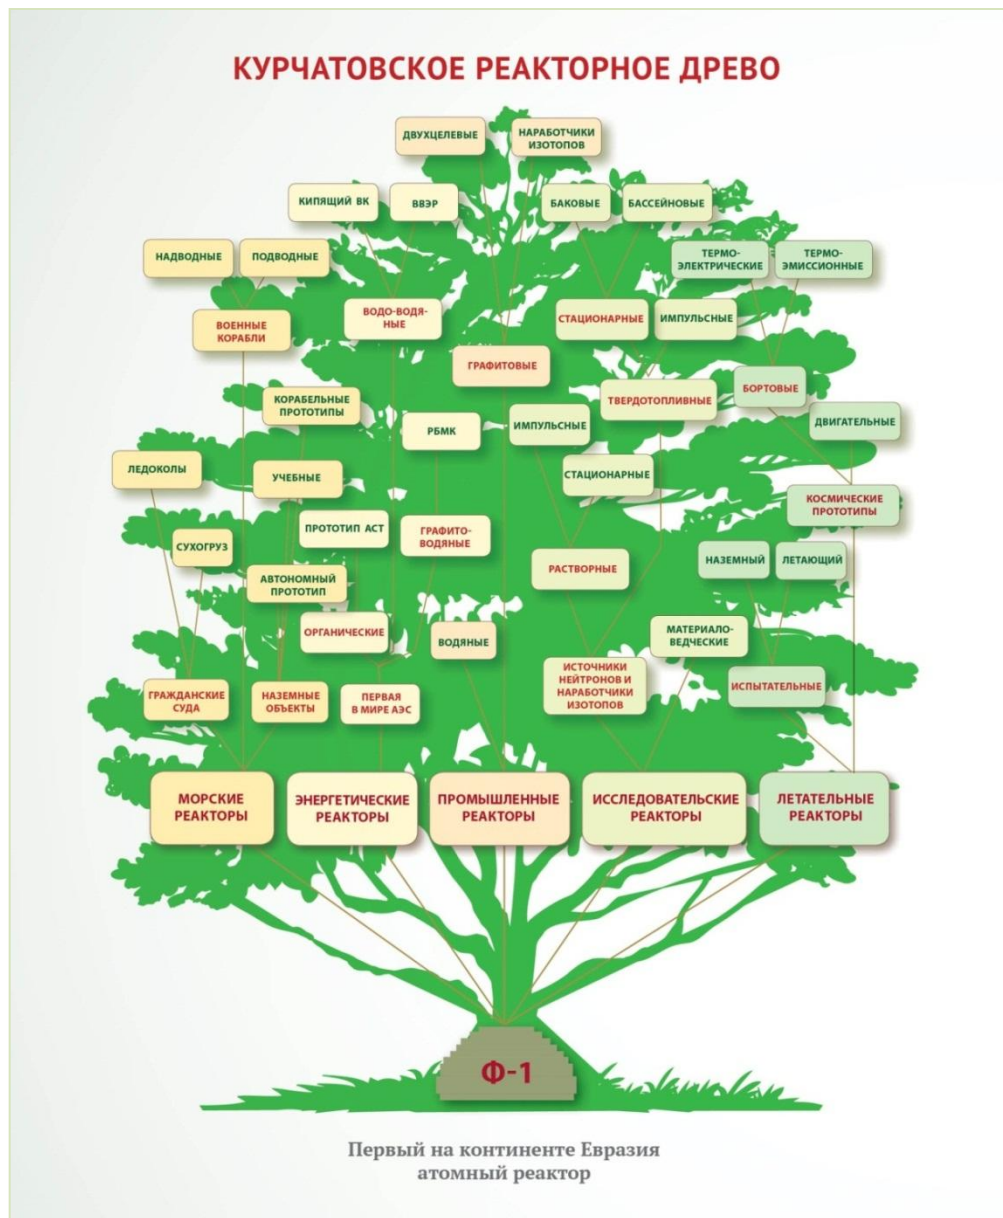 КУРЧАТОВСКОЕ РЕАКТОРНОЕ ДРЕВО
ДВУХЦЕЛЕВЫЕ
НАРАБОТЧИКИ
ИЗОТОПОВ
КИПЯЩИЙ ВК
ВВЭР
БАКОВЫЕ
БАССЕЙНОВЫЕ
НАДВОДНЫЕ
ПОДВОДНЫЕ
ТЕРМО-
ЭЛЕКТРИЧЕСКИЕ
ТЕРМО-
ЭМИССИОННЫЕ
ВОЕННЫЕ
КОРАБЛИ
ВОДО-ВОДЯ-
НЫЕ
СТАЦИОНАРНЫЕ
ИМПУЛЬСНЫЕ
ГРАФИТОВЫЕ
КОРАБЕЛЬНЫЕ
ПРОТОТИПЫ
ТВЕРДОТОПЛИВНЫЕ
БОРТОВЫЕ
РБМК
ИМПУЛЬСНЫЕ
ДВИГАТЕЛЬНЫЕ
ЛЕДОКОЛЫ
УЧЕБНЫЕ
СТАЦИОНАРНЫЕ
КОСМИЧЕСКИЕ
ПРОТОТИПЫ
ПРОТОТИП АСТ
ГРАФИТО-
ВОДЯНЫЕ
СУХОГРУЗ
АВТОНОМНЫЙ
ПРОТОТИП
РАСТВОРНЫЕ
НАЗЕМНЫЙ
ЛЕТАЮЩИЙ
ОРГАНИЧЕСКИЕ
ВОДЯНЫЕ
МАТЕРИАЛО-
ВЕДЧЕСКИЕ
ГРАЖДАНСКИЕ
СУДА
НАЗЕМНЫЕ
ОБЪЕКТЫ
ПЕРВАЯ
В МИРЕ АЭС
ИСТОЧНИКИ
НЕЙТРОНОВ И
НАРАБОТЧИКИ
ИЗОТОПОВ
ИСПЫТАТЕЛЬНЫЕ
МОРСКИЕ
РЕАКТОРЫ
ЭНЕРГЕТИЧЕСКИЕ
РЕАКТОРЫ
ПРОМЫШЛЕННЫЕ
РЕАКТОРЫ
ИССЛЕДОВАТЕЛЬСКИЕ
РЕАКТОРЫ
ЛЕТАТЕЛЬНЫЕ
РЕАКТОРЫ
Ф-1
Первый на континенте Евразия
атомный реактор